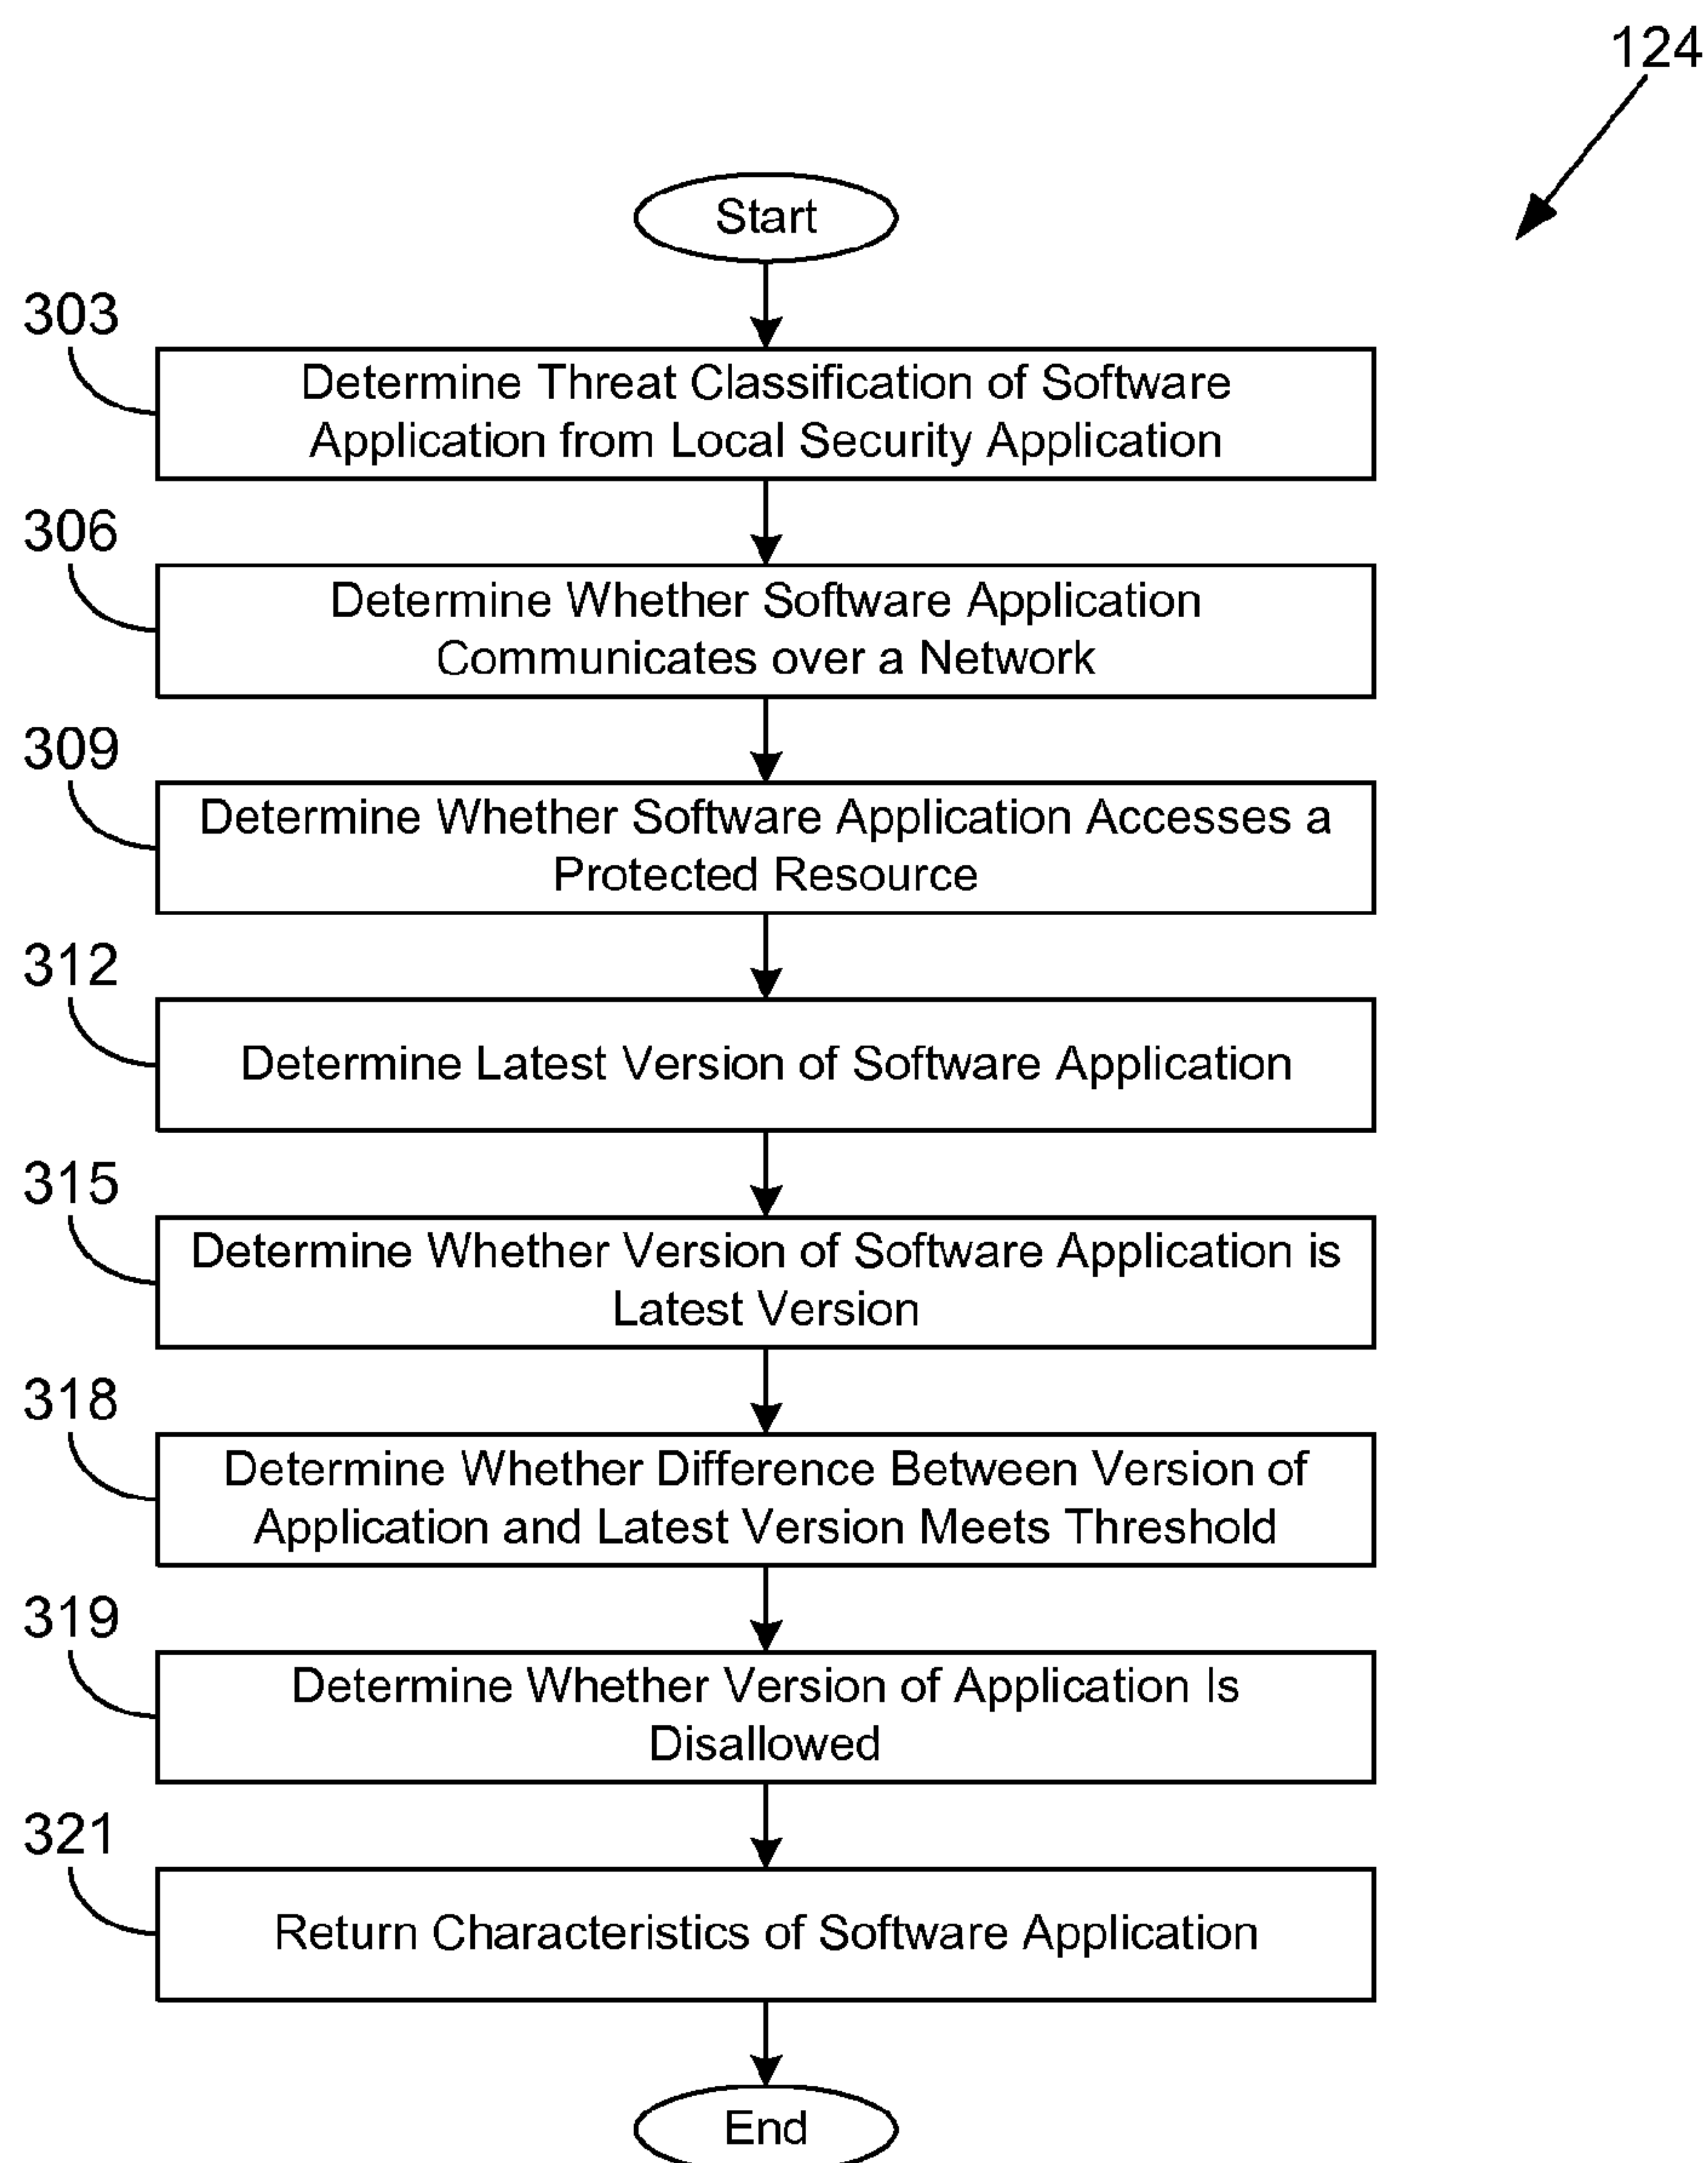 124
Start
303
Determine Threat Classification of Software
Application from Local Security Application
306
Determine Whether Software Application
Communicates over a Network
309
Determine Whether Software Application Accesses a
Protected Resource
312
Determine Latest Version of Software Application
315
Determine Whether Version of Software Application is
Latest Version
318
Determine Whether Difference Between Version of
Application and Latest Version Meets Threshold
319
Determine Whether Version of Application Is
Disallowed
321
Return Characteristics of Software Application
End